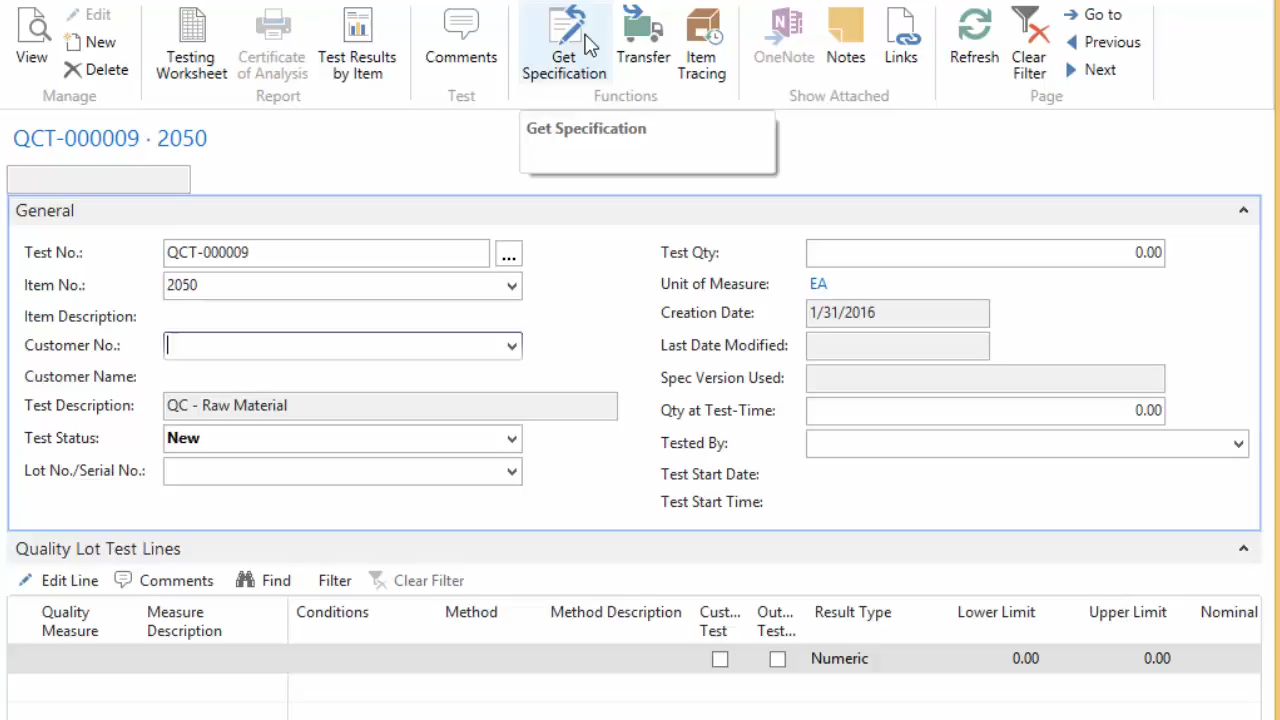 View
Edit
New
Delete
Manage
Testing Worksheet
Certificate of Analysis
Test Results by Item
Report
Comments
Test
Get Specification
Transfer
Item Tracing
Functions
OneNote
Notes
Links
Show Attached
Refresh
Clear Filter
Go to
Previous
Next
Page
Get Specification
QCT-000009 · 2050
General
Test No.: QCT-000009 ...
Item No.: 2050
Item Description:
Customer No.:
Customer Name:
Test Description: QC - Raw Material
Test Status: New
Lot No./Serial No.:
Test Qty: 0.00
Unit of Measure: EA
Creation Date: 1/31/2016
Last Date Modified:
Spec Version Used:
Qty at Test-Time: 0.00
Tested By:
Test Start Date:
Test Start Time:
Quality Lot Test Lines
Edit Line Comments Find Filter Clear Filter
Quality Measure Measure Description Conditions Method Method Description Cust... Test Out... Test... Result Type Lower Limit Upper Limit Nominal
Numeric 0.00 0.00